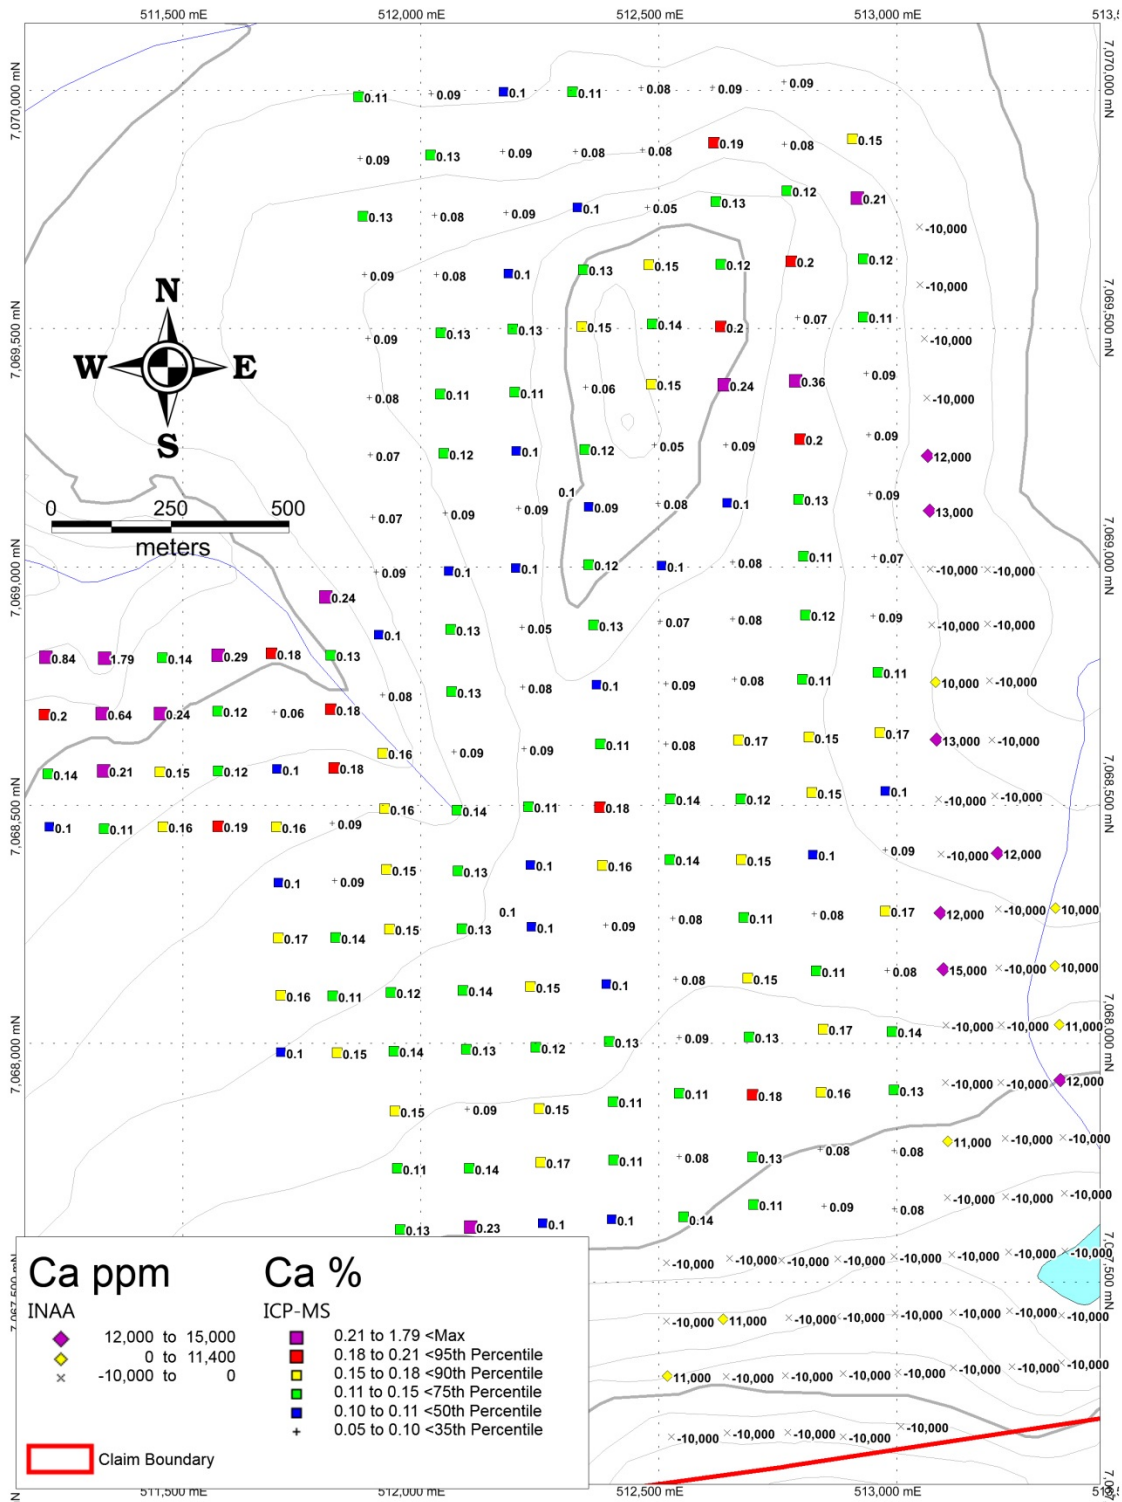 511,500 mE 512,000 mE 512,500 mE 513,000 mE 513,5
7,070,000 mN 7,070,000 mN
0.11 0.09 0.1 0.11 0.08 0.09 0.09
0.09 0.13 0.09 0.08 0.08 0.19 0.08 0.15
0.13 0.08 0.09 0.1 0.05 0.13 0.12 0.21 -10,000
0.09 0.08 0.1 0.13 0.15 0.12 0.2 0.12 -10,000
N
W E
S
7,069,500 mN 7,069,500 mN
0.09 0.13 0.13 0.15 0.14 0.2 0.07 0.11 -10,000
0.08 0.11 0.11 0.06 0.15 0.24 0.36 0.09 -10,000
0.07 0.12 0.1 0.12 0.05 0.09 0.2 0.09 12,000
0.1
0.07 0.09 0.09 0.09 0.08 0.1 0.13 0.09 13,000
0 250 500
meters
7,069,000 mN 7,069,000 mN
0.09 0.1 0.1 0.12 0.1 0.08 0.11 0.07 -10,000 -10,000
0.24
0.1 0.13 0.05 0.13 0.07 0.08 0.12 0.09 -10,000 -10,000
0.84 1.79 0.14 0.29 0.18 0.13
0.08 0.13 0.08 0.1 0.09 0.08 0.11 0.11 10,000 -10,000
0.2 0.64 0.24 0.12 0.06 0.18
0.16 0.09 0.09 0.11 0.08 0.17 0.15 0.17 13,000 -10,000
0.14 0.21 0.15 0.12 0.1 0.18
7,068,500 mN 7,068,500 mN
0.16 0.14 0.11 0.18 0.14 0.12 0.15 0.1 -10,000 -10,000
0.1 0.11 0.16 0.19 0.16 0.09
0.15 0.13 0.1 0.16 0.14 0.15 0.1 0.09 -10,000 12,000
0.1 0.09
0.1
0.17 0.14 0.15 0.13 0.1 0.09 0.08 0.11 0.08 0.17 12,000 -10,000 10,000
0.16 0.11 0.12 0.14 0.15 0.1 0.08 0.15 0.11 0.08 15,000 -10,000 10,000
7,068,000 mN 7,068,000 mN
0.1 0.15 0.14 0.13 0.12 0.13 0.09 0.13 0.17 0.14 -10,000 -10,000 11,000
0.15 0.09 0.15 0.11 0.11 0.18 0.16 0.13 -10,000 -10,000 12,000
0.11 0.14 0.17 0.11 0.08 0.13 0.08 0.08 11,000 -10,000 -10,000
0.13 0.23 0.1 0.1 0.14 0.11 0.09 0.08 -10,000 -10,000 -10,000
-10,000 -10,000 -10,000 -10,000 -10,000 -10,000 -10,000 -10,000
-10,000 11,000 -10,000 -10,000 -10,000 -10,000 -10,000 -10,000
11,000 -10,000 -10,000 -10,000 -10,000 -10,000 -10,000 -10,000
-10,000 -10,000 -10,000 -10,000 -10,000
Ca ppm
INAA
12,000 to 15,000
0 to 11,400
-10,000 to 0
Ca %
ICP-MS
0.21 to 1.79 <Max
0.18 to 0.21 <95th Percentile
0.15 to 0.18 <90th Percentile
0.11 to 0.15 <75th Percentile
0.10 to 0.11 <50th Percentile
0.05 to 0.10 <35th Percentile
Claim Boundary
511,500 mE 512,000 mE 512,500 mE 513,000 mE